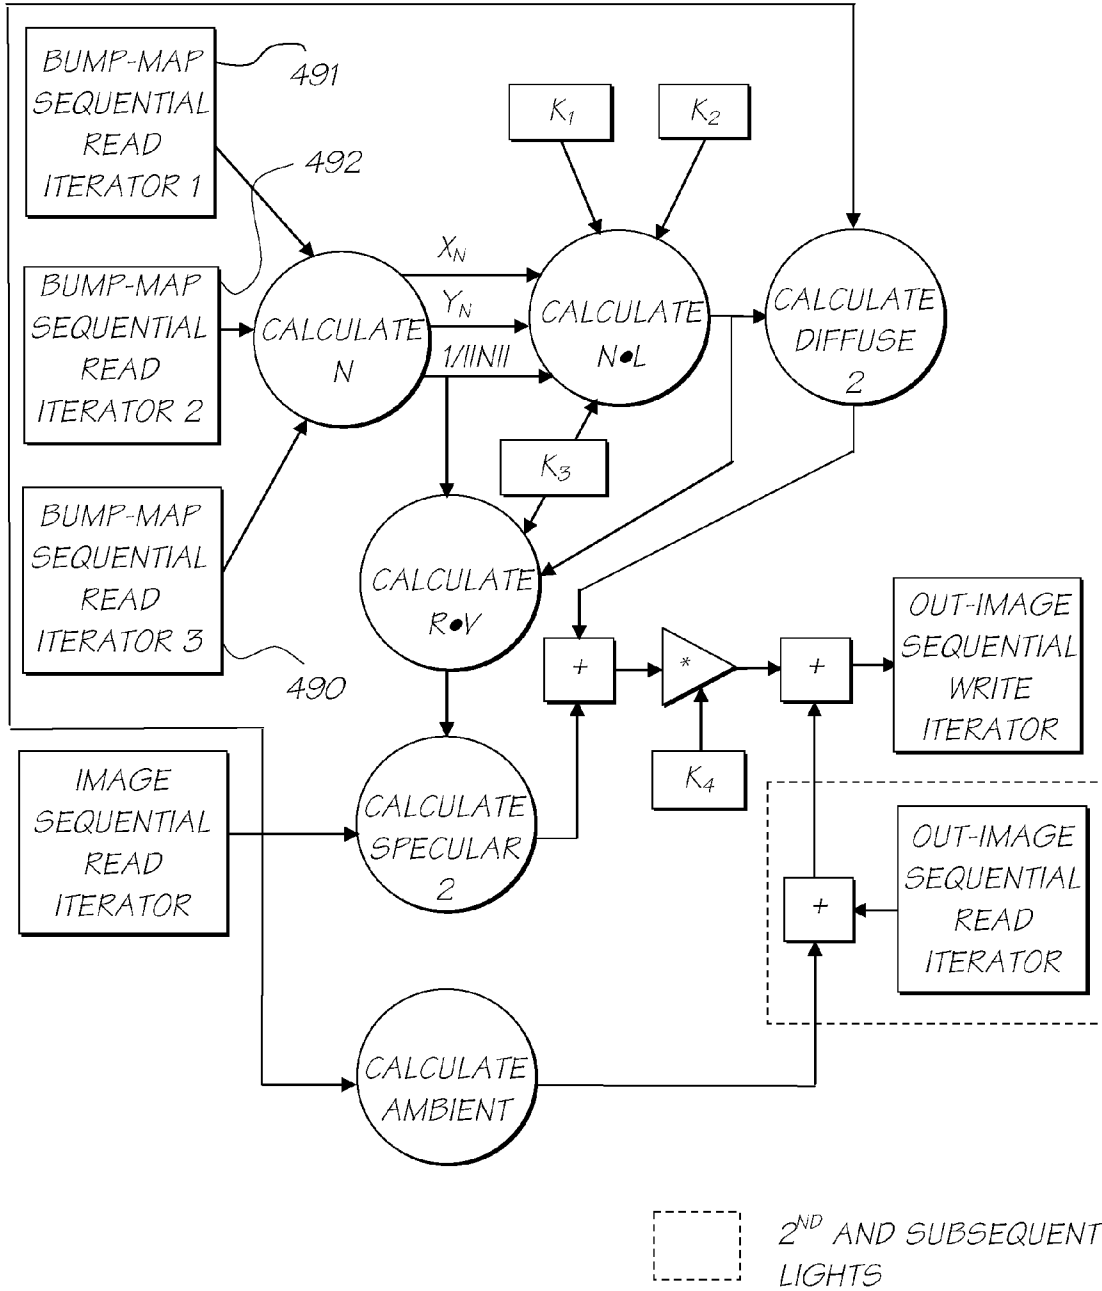 BUMP-MAP
SEQUENTIAL
READ
ITERATOR 1
491
K1
K2
492
BUMP-MAP
SEQUENTIAL
READ
ITERATOR 2
CALCULATE
N
XN
YN
1/||N||
CALCULATE
N•L
CALCULATE
DIFFUSE
2
K3
BUMP-MAP
SEQUENTIAL
READ
ITERATOR 3
490
CALCULATE
R•V
+
*
+
OUT-IMAGE
SEQUENTIAL
WRITE
ITERATOR
K4
IMAGE
SEQUENTIAL
READ
ITERATOR
CALCULATE
SPECULAR
2
+
OUT-IMAGE
SEQUENTIAL
READ
ITERATOR
CALCULATE
AMBIENT
2ND AND SUBSEQUENT
LIGHTS